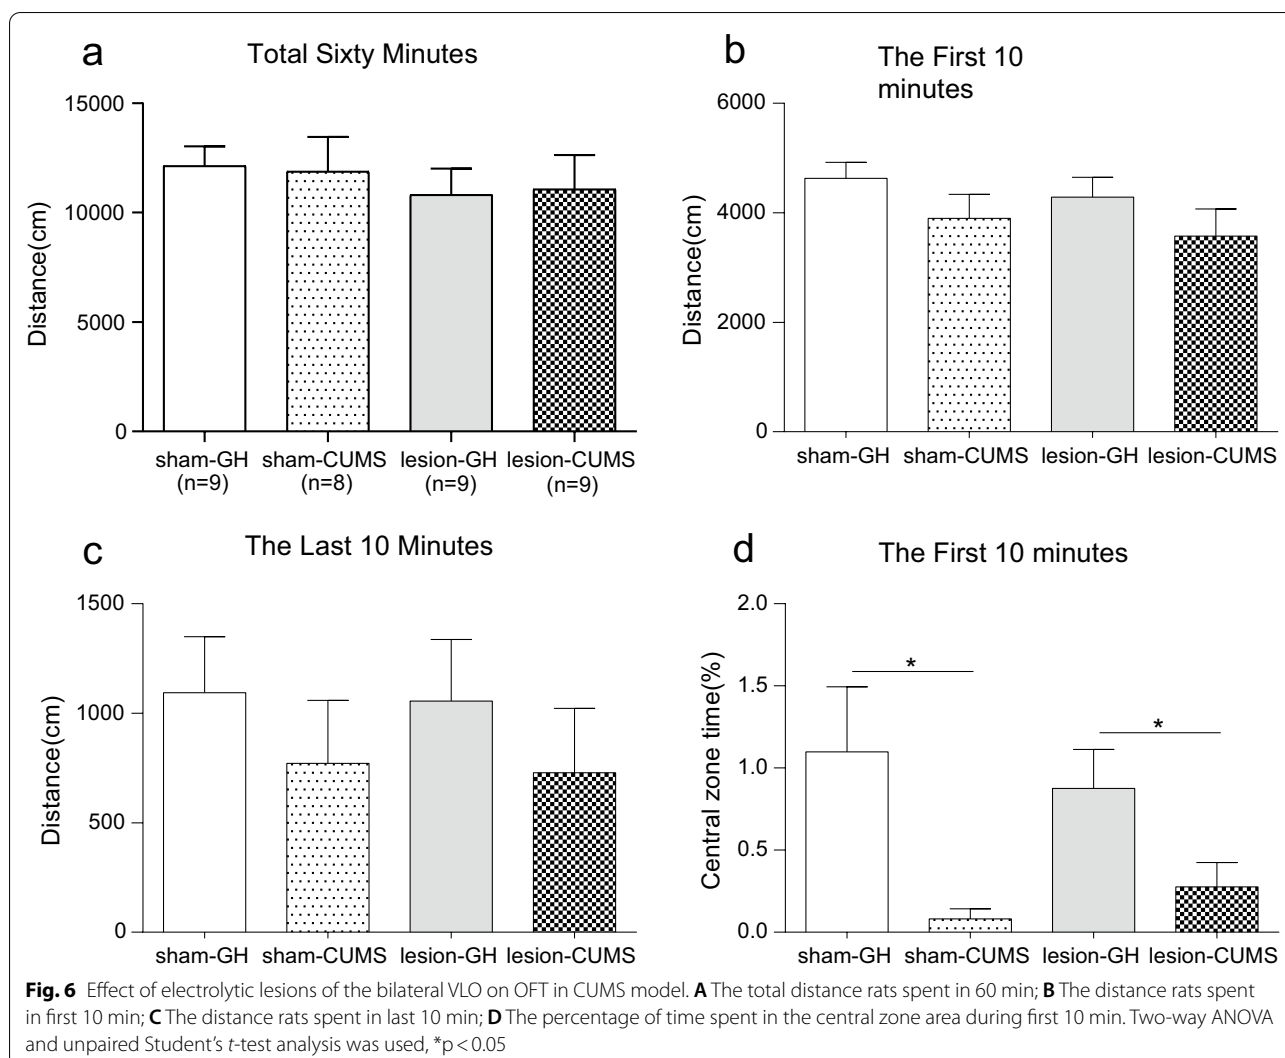 a
Total Sixty Minutes
15000
10000
5000
0
Distance(cm)
sham-GH
(n=9)
sham-CUMS
(n=8)
lesion-GH
(n=9)
lesion-CUMS
(n=9)
b
The First 10
minutes
6000
4000
2000
0
Distance(cm)
sham-GH
sham-CUMS
lesion-GH
lesion-CUMS
c
The Last 10 Minutes
1500
1000
500
0
Distance(cm)
sham-GH
sham-CUMS
lesion-GH
lesion-CUMS
d
The First 10 minutes
2.0
1.5
1.0
0.5
0.0
Central zone time(%)
*
*
sham-GH
sham-CUMS
lesion-GH
lesion-CUMS
Fig. 6 Effect of electrolytic lesions of the bilateral VLO on OFT in CUMS model. A The total distance rats spent in 60 min; B The distance rats spent
in first 10 min; C The distance rats spent in last 10 min; D The percentage of time spent in the central zone area during first 10 min. Two-way ANOVA
and unpaired Student's t-test analysis was used, *p < 0.05